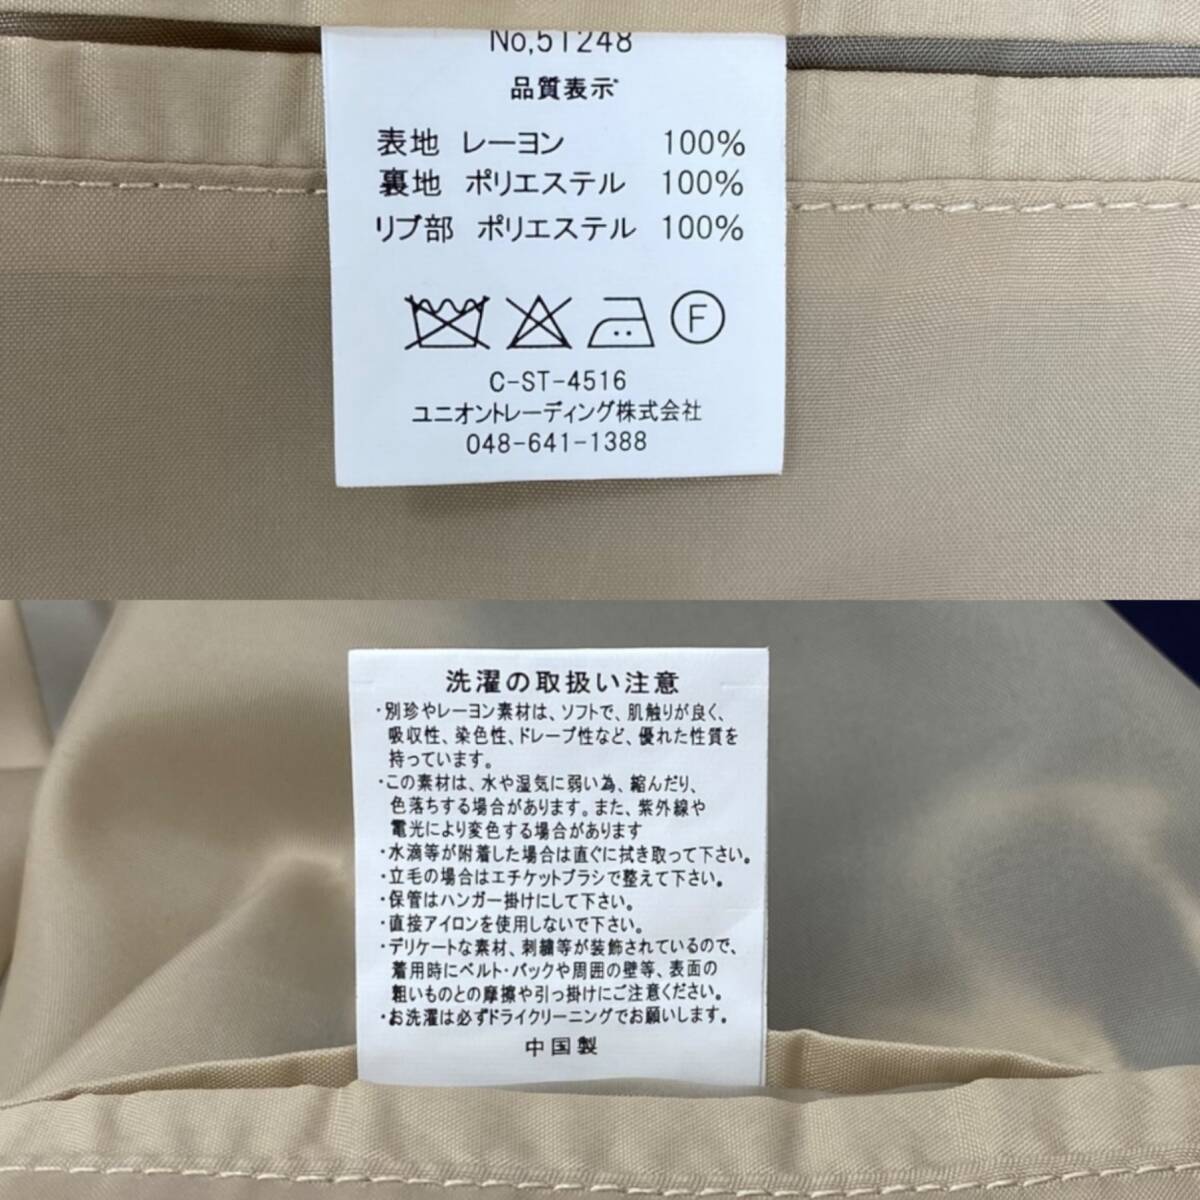 No,51248
品質表示
表地 レーヨン 100%
裏地 ポリエステル 100%
リブ部 ポリエステル 100%
F
C-ST-4516
ユニオントレーディング株式会社
048-641-1388
洗濯の取扱い注意
・別珍やレーヨン素材は、ソフトで、肌触りが良く、
吸収性、染色性、ドレープ性など、優れた性質を
持っています。
・この素材は、水や湿気に弱い為、縮んだり、
色落ちする場合があります。また、紫外線や
電光により変色する場合があります
・水滴等が附着した場合は直ぐに拭き取って下さい。
・立毛の場合はエチケットブラシで整えて下さい。
・保管はハンガー掛けにして下さい。
・直接アイロンを使用しないで下さい。
・デリケートな素材、刺繍等が装飾されているので、
着用時にベルト・バックや周囲の壁等、表面の
粗いものとの摩擦や引っ掛けにご注意ください。
・お洗濯は必ずドライクリーニングでお願いします。
中国製